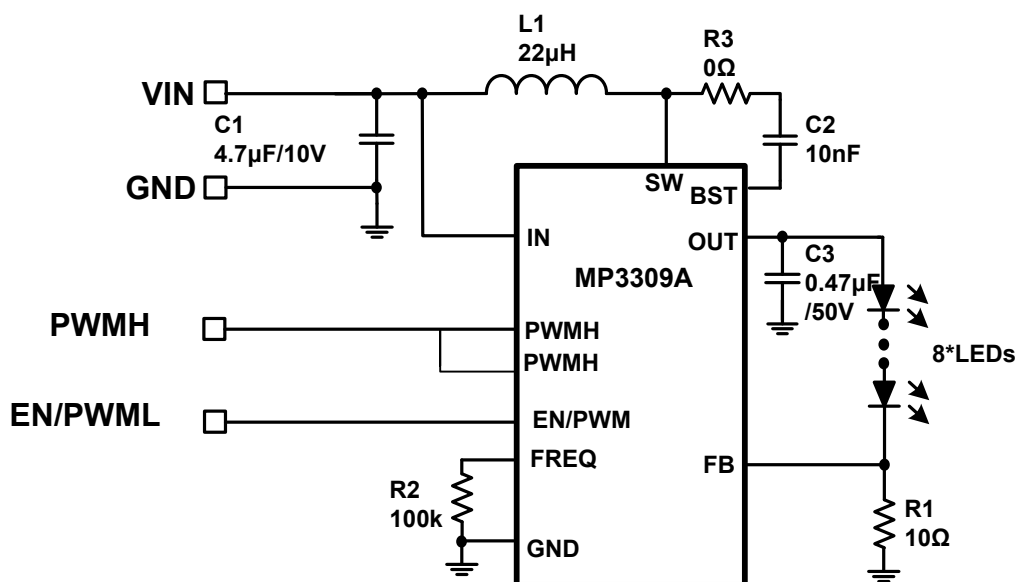 L1
22µH
R3
0Ω
VIN
C1
4.7µF/10V
C2
10nF
GND
SW
BST
IN
OUT
MP3309A
C3
0.47µF
/50V
PWMH
PWMH
PWMH
8*LEDs
EN/PWML
EN/PWM
FREQ
FB
R2
100k
R1
10Ω
GND